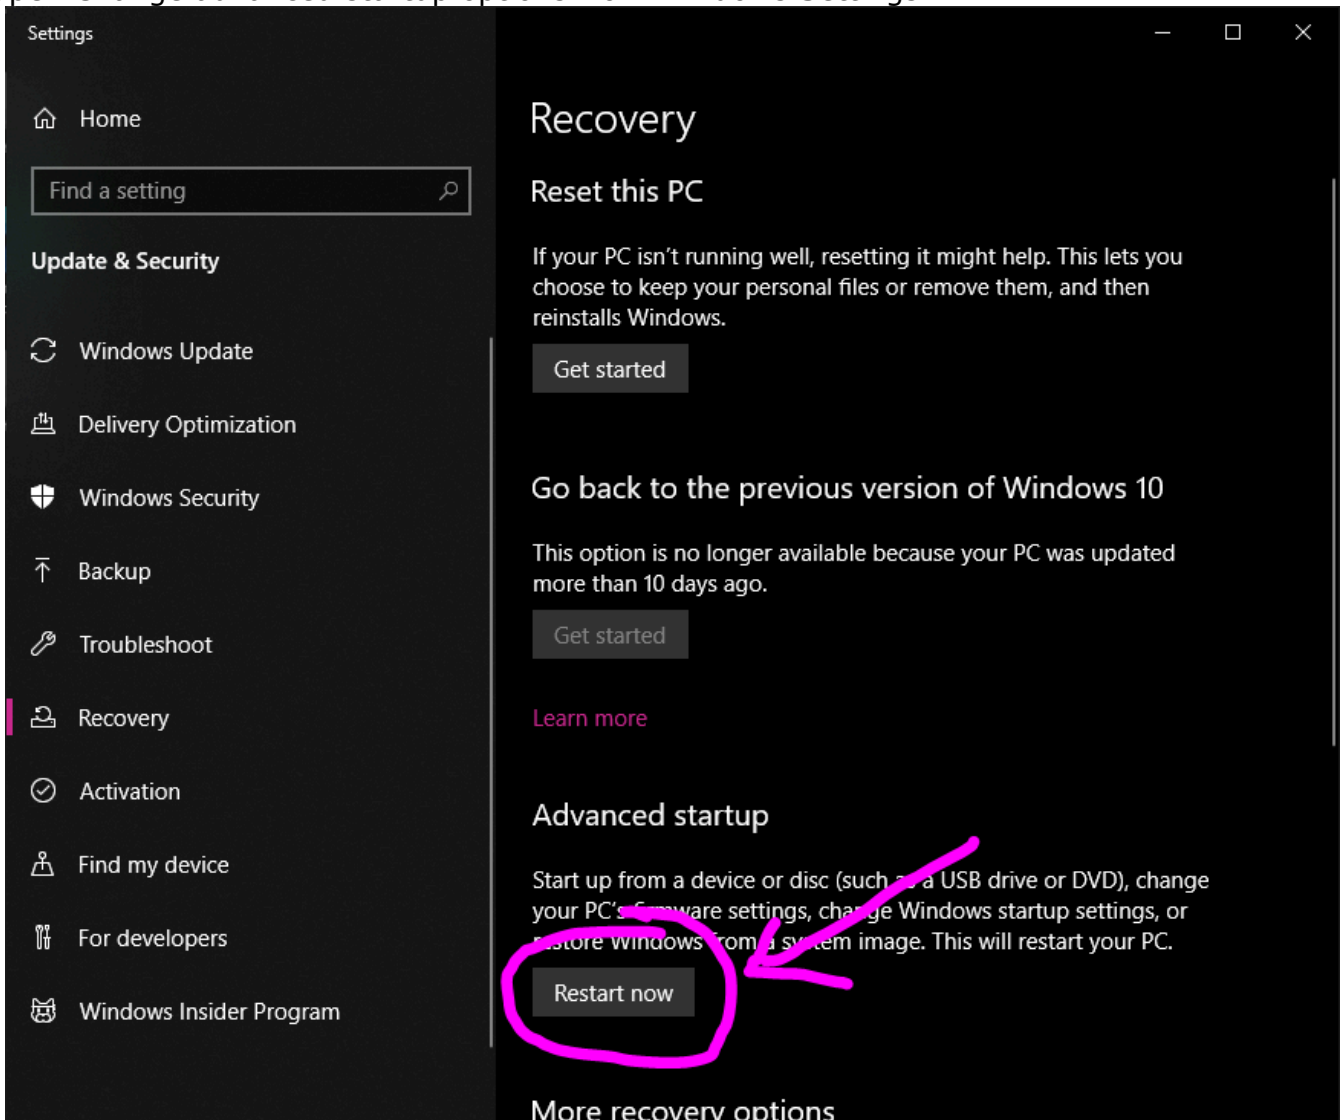 Settings
Home
Find a setting
Update & Security
Windows Update
Delivery Optimization
Windows Security
Backup
Troubleshoot
Recovery
Activation
Find my device
For developers
Windows Insider Program
Recovery
Reset this PC
If your PC isn't running well, resetting it might help. This lets you
choose to keep your personal files or remove them, and then
reinstalls Windows.
Get started
Go back to the previous version of Windows 10
This option is no longer available because your PC was updated
more than 10 days ago.
Get started
Learn more
Advanced startup
Start up from a device or disc (such as a USB drive or DVD), change
your PC's firmware settings, change Windows startup settings, or
restore Windows from a system image. This will restart your PC.
Restart now
More recovery options